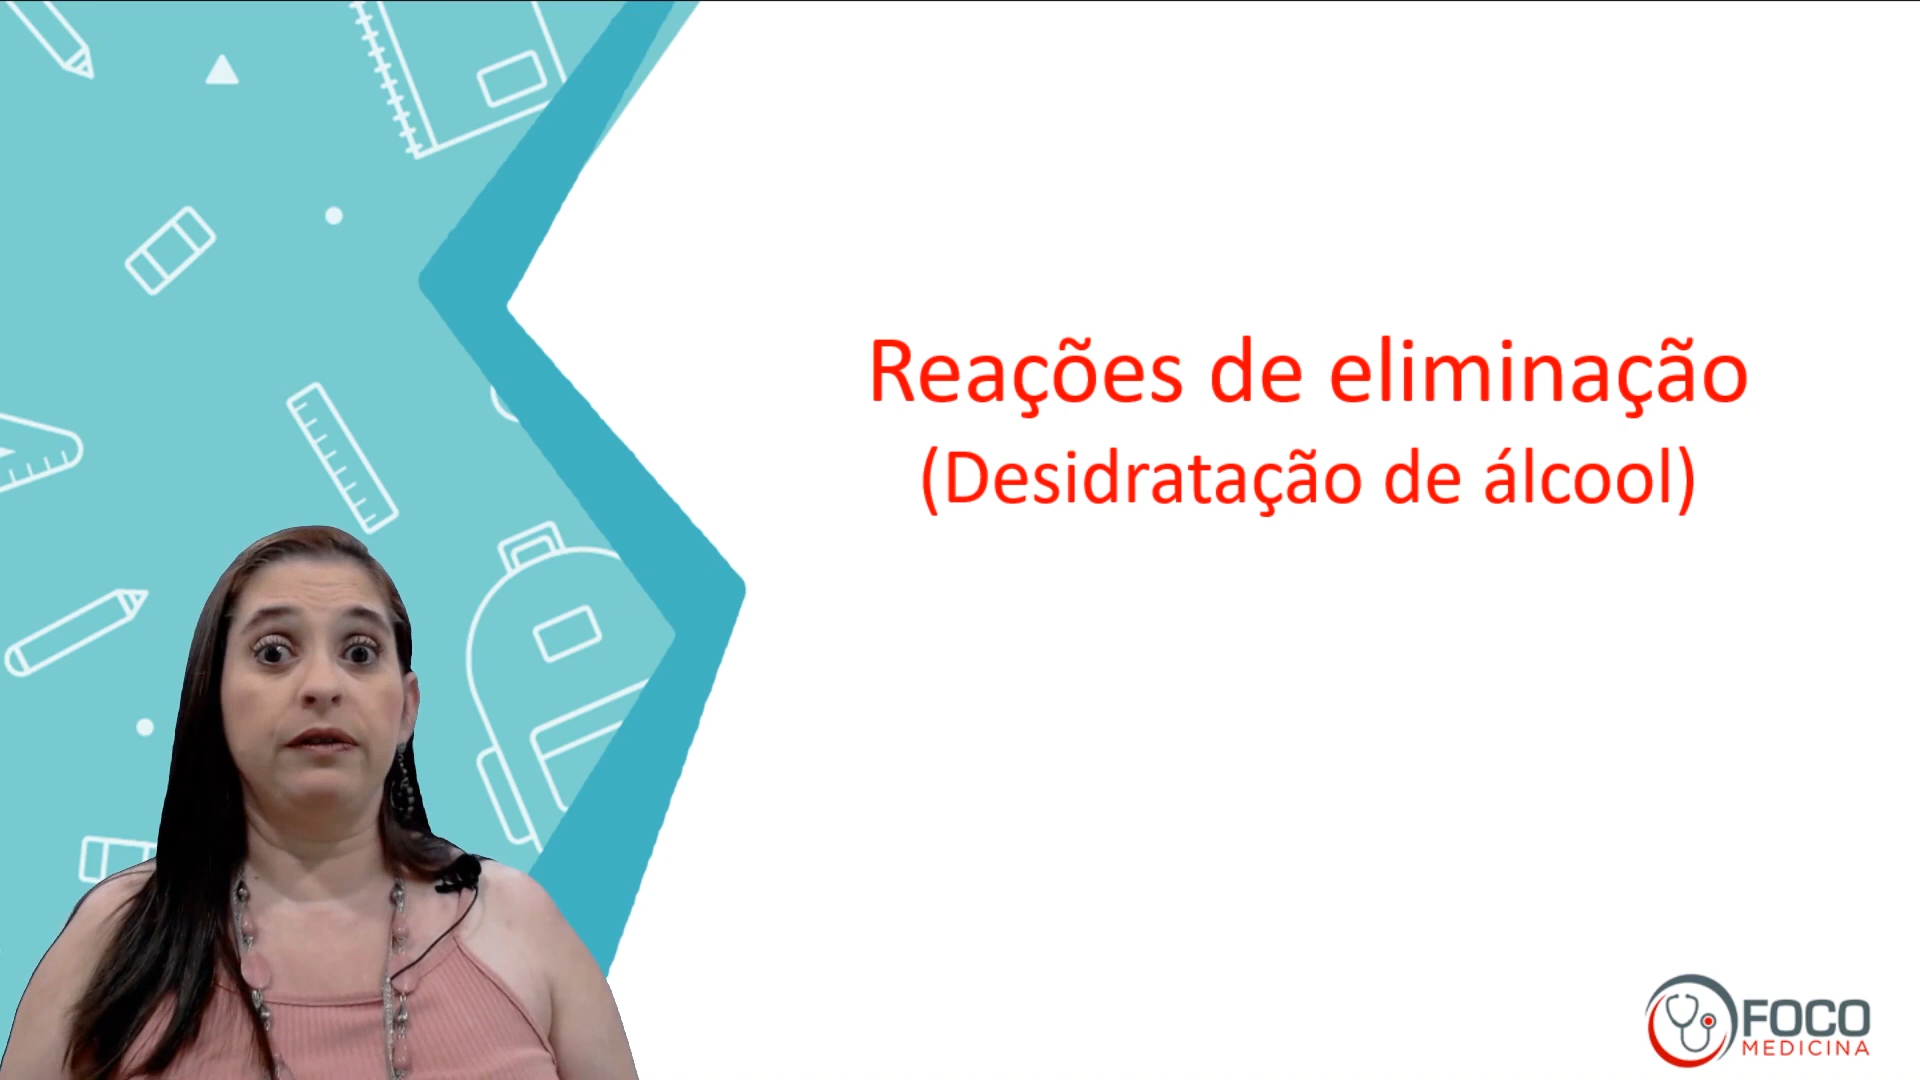 Reações de eliminação
(Desidratação de álcool)
FOCO
MEDICINA